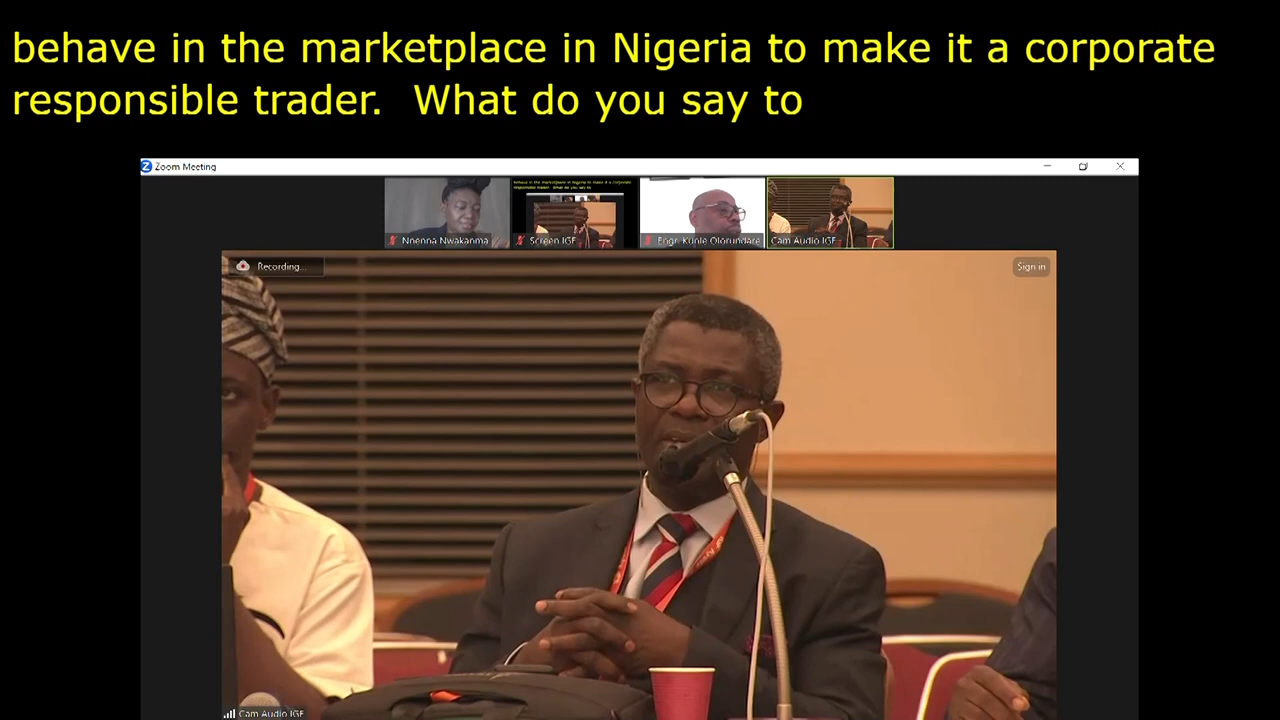 behave in the marketplace in Nigeria to make it a corporate
responsible trader.  What do you say to
Zoom Meeting
Nnenna Nwakanma
Screen IGF
Engr. Kunle Olorundare
Cam Audio IGF
Recording...
Sign in
Cam Audio IGF